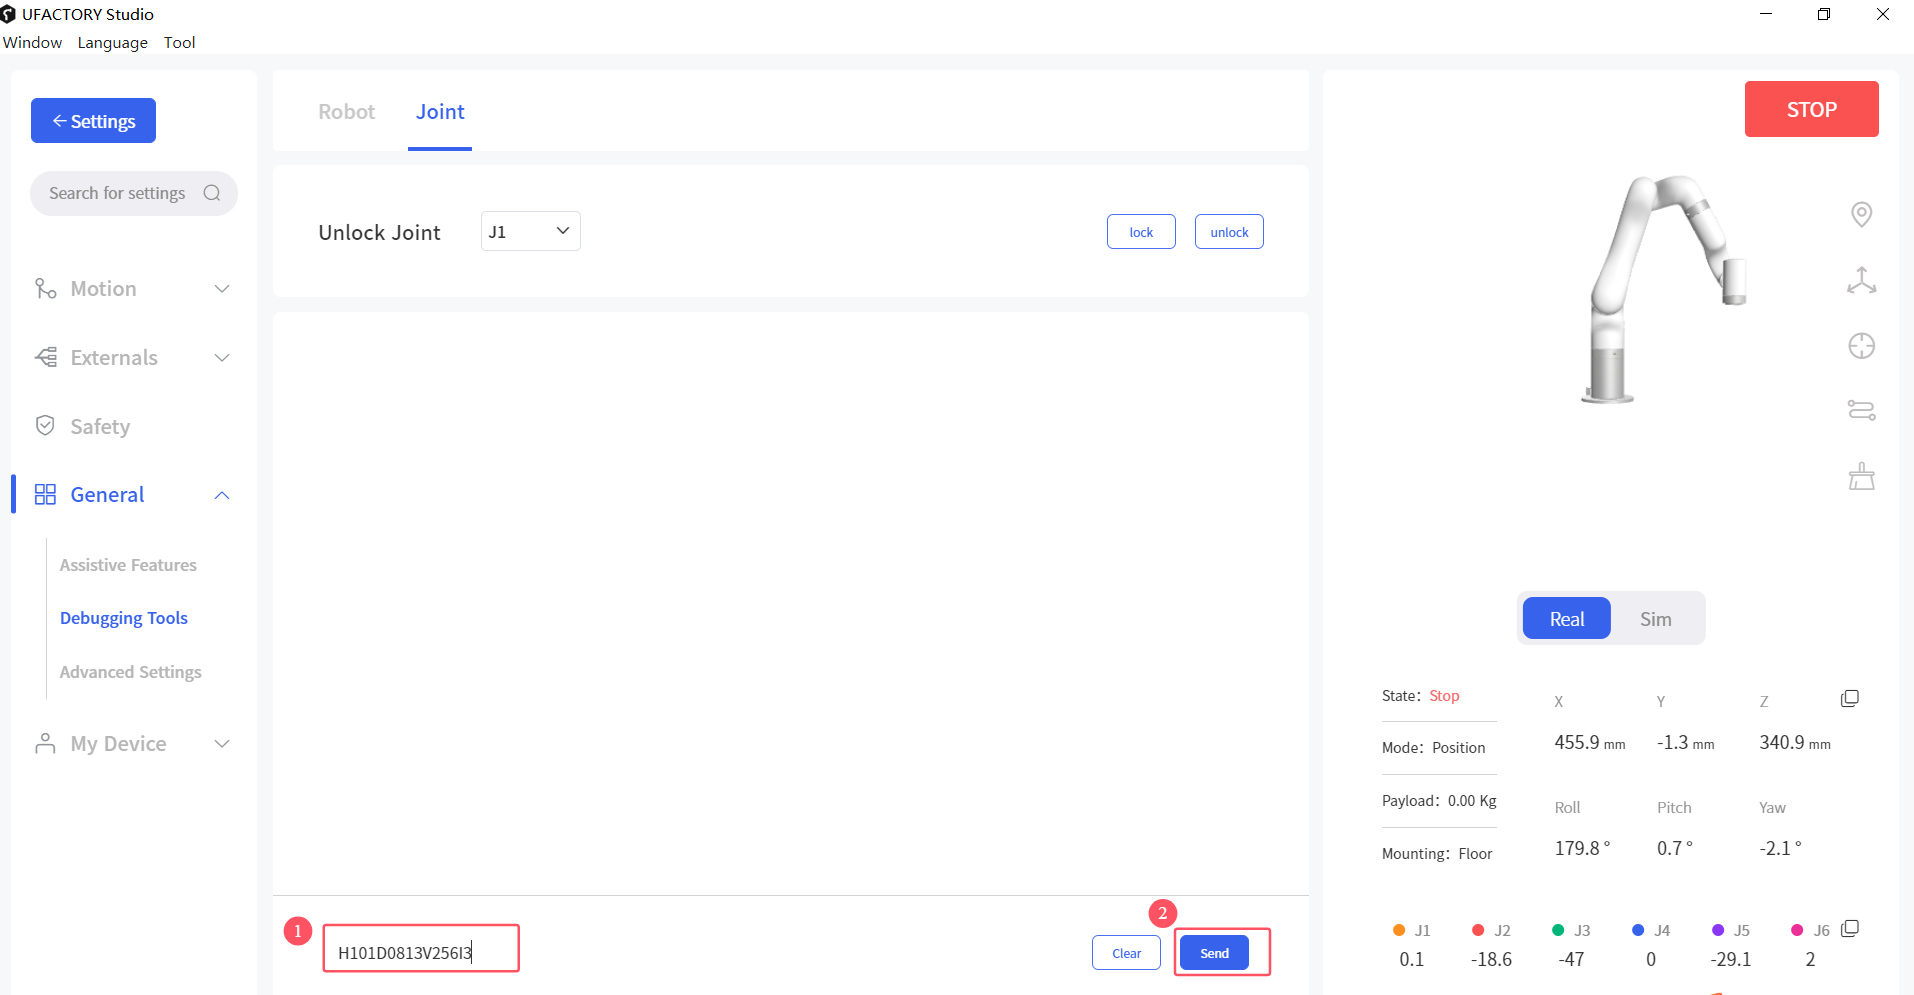 UFACTORY Studio
Window Language Tool
← Settings
Search for settings
Motion
Externals
Safety
General
Assistive Features
Debugging Tools
Advanced Settings
My Device
Robot Joint
Unlock Joint J1 lock unlock
1
H101D0813V256I3
Clear
2
Send
STOP
Real Sim
State: Stop
Mode: Position
Payload: 0.00 Kg
Mounting: Floor
X Y Z
455.9 mm -1.3 mm 340.9 mm
Roll Pitch Yaw
179.8 ° 0.7 ° -2.1 °
J1 J2 J3 J4 J5 J6
0.1 -18.6 -47 0 -29.1 2